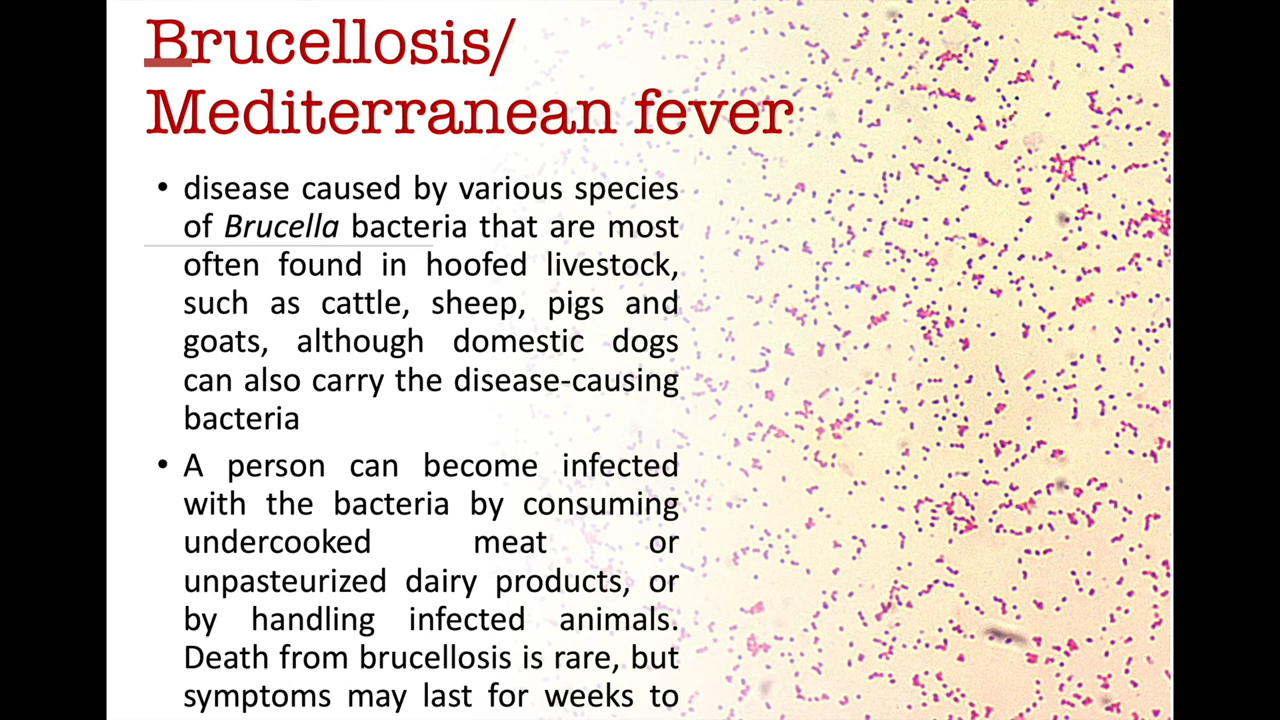 Brucellosis/
Mediterranean fever
• disease caused by various species
of Brucella bacteria that are most
often found in hoofed livestock,
such as cattle, sheep, pigs and
goats, although domestic dogs
can also carry the disease-causing
bacteria
• A person can become infected
with the bacteria by consuming
undercooked meat or
unpasteurized dairy products, or
by handling infected animals.
Death from brucellosis is rare, but
symptoms may last for weeks to